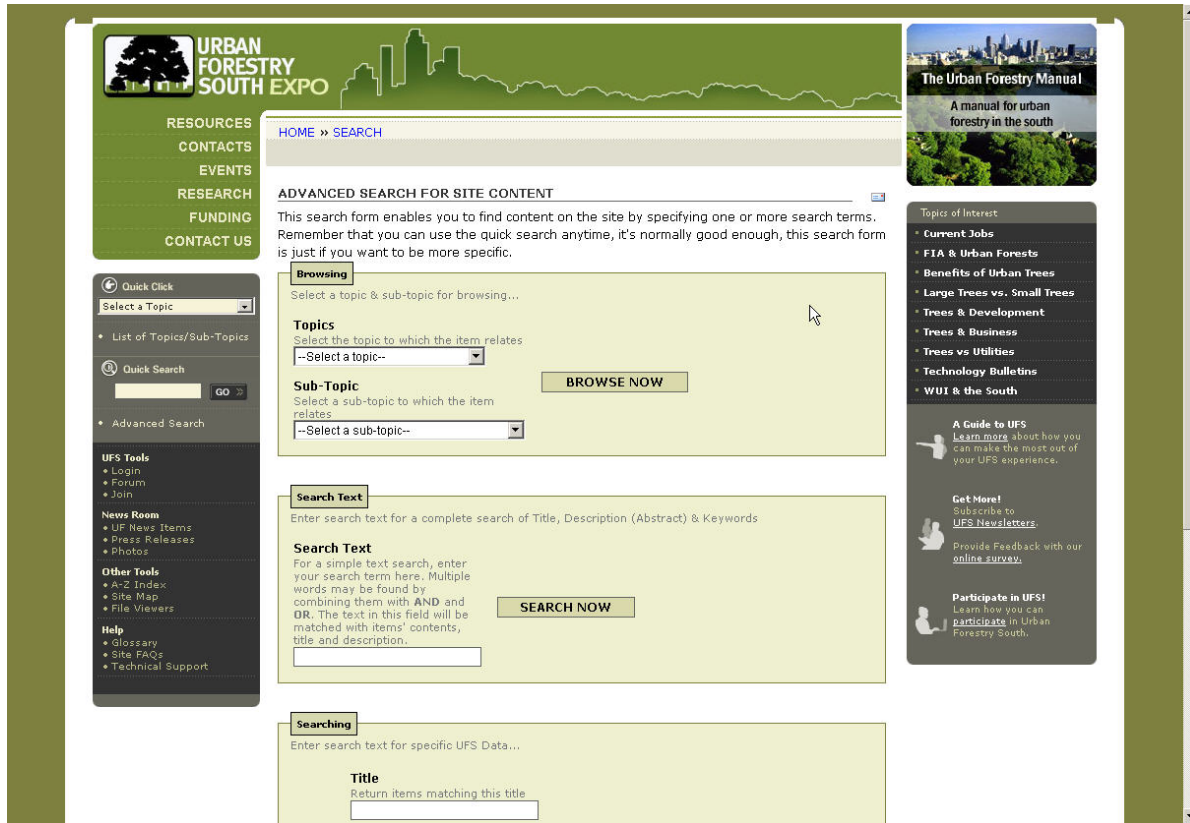 URBAN
FORESTRY
SOUTH EXPO
RESOURCES
CONTACTS
EVENTS
RESEARCH
FUNDING
CONTACT US
Quick Click
Select a Topic
• List of Topics/Sub-Topics
Quick Search
GO »
• Advanced Search
UFS Tools
• Login
• Forum
• Join
News Room
• UF News Items
• Press Releases
• Photos
Other Tools
• A-Z Index
• Site Map
• File Viewers
Help
• Glossary
• Site FAQs
• Technical Support
HOME » SEARCH
ADVANCED SEARCH FOR SITE CONTENT
This search form enables you to find content on the site by specifying one or more search terms.
Remember that you can use the quick search anytime, it's normally good enough, this search form
is just if you want to be more specific.
Browsing
Select a topic & sub-topic for browsing...
Topics
Select the topic to which the item relates
--Select a topic--
Sub-Topic
Select a sub-topic to which the item
relates
--Select a sub-topic--
BROWSE NOW
Search Text
Enter search text for a complete search of Title, Description (Abstract) & Keywords
Search Text
For a simple text search, enter
your search term here. Multiple
words may be found by
combining them with AND and
OR. The text in this field will be
matched with items' contents,
title and description.
SEARCH NOW
Searching
Enter search text for specific UFS Data...
Title
Return items matching this title
The Urban Forestry Manual
A manual for urban
forestry in the south
Topics of Interest
Current Jobs
FIA & Urban Forests
Benefits of Urban Trees
Large Trees vs. Small Trees
Trees & Development
Trees & Business
Trees vs Utilities
Technology Bulletins
WUI & the South
A Guide to UFS
Learn more about how you
can make the most out of
your UFS experience.
Get More!
Subscribe to
UFS Newsletters.
Provide Feedback with our
online survey.
Participate in UFS!
Learn how you can
participate in Urban
Forestry South.